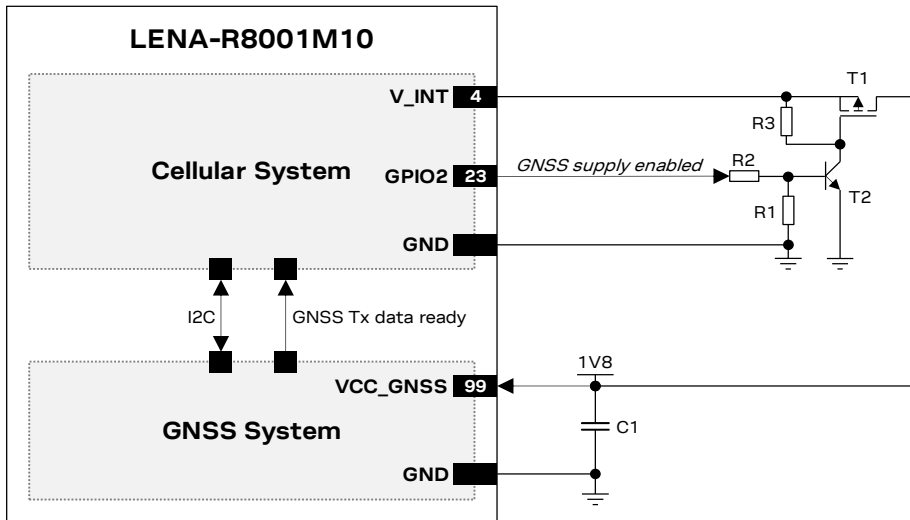 LENA-R8001M10
T1
V_INT 4
R3
Cellular System
GPIO2 23
GNSS supply enabled
R2
T2
R1
GND
I2C
GNSS Tx data ready
1V8
VCC_GNSS 99
C1
GNSS System
GND